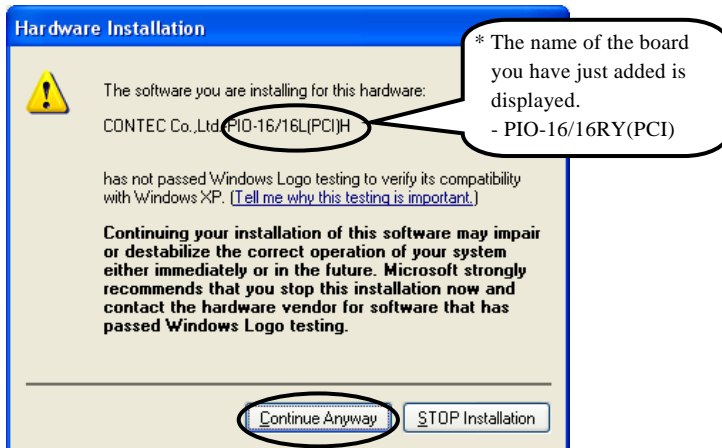 Hardware Installation
* The name of the board
you have just added is
displayed.
- PIO-16/16RY(PCI)
The software you are installing for this hardware:
CONTEC Co.,Ltd. PIO-16/16L(PCI)H
has not passed Windows Logo testing to verify its compatibility
with Windows XP. (Tell me why this testing is important.)
Continuing your installation of this software may impair
or destabilize the correct operation of your system
either immediately or in the future. Microsoft strongly
recommends that you stop this installation now and
contact the hardware vendor for software that has
passed Windows Logo testing.
Continue Anyway
STOP Installation